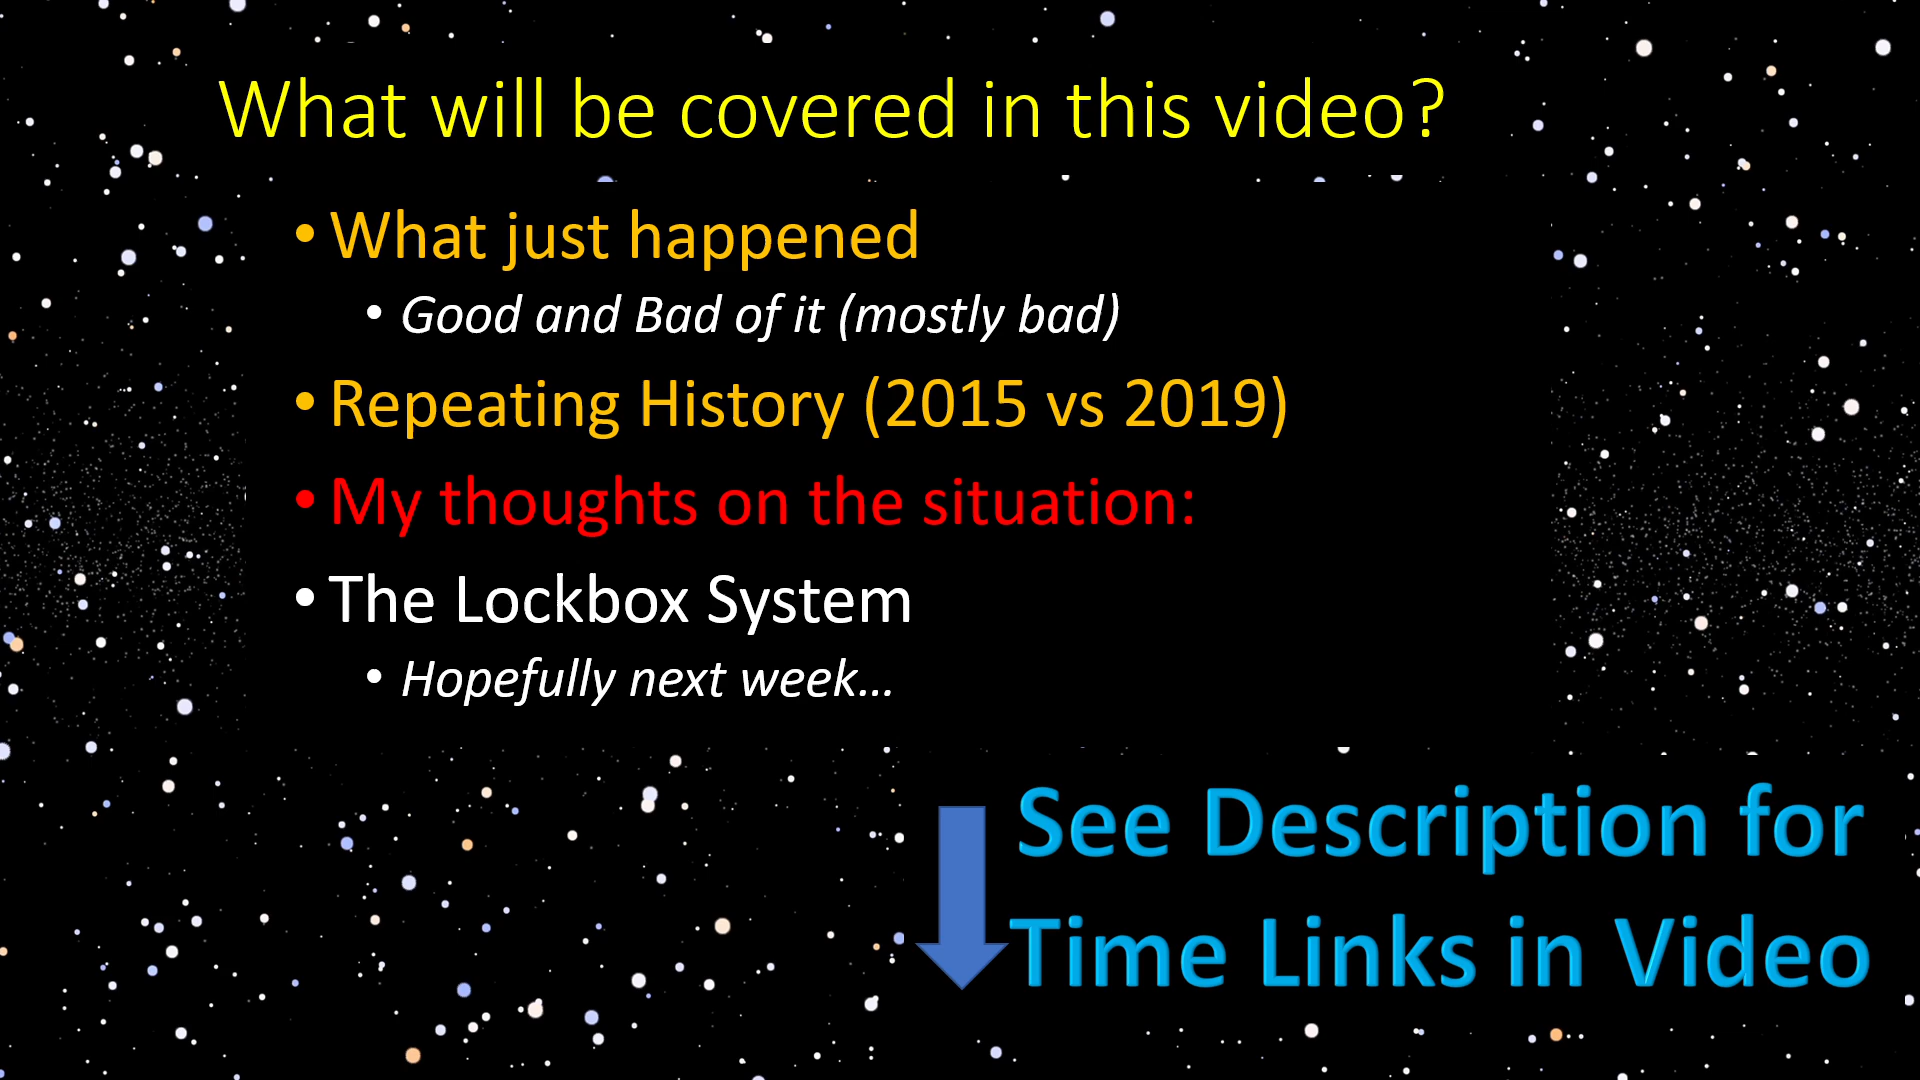 What will be covered in this video?
• What just happened
• Good and Bad of it (mostly bad)
• Repeating History (2015 vs 2019)
• My thoughts on the situation:
• The Lockbox System
• Hopefully next week...
See Description for
Time Links in Video